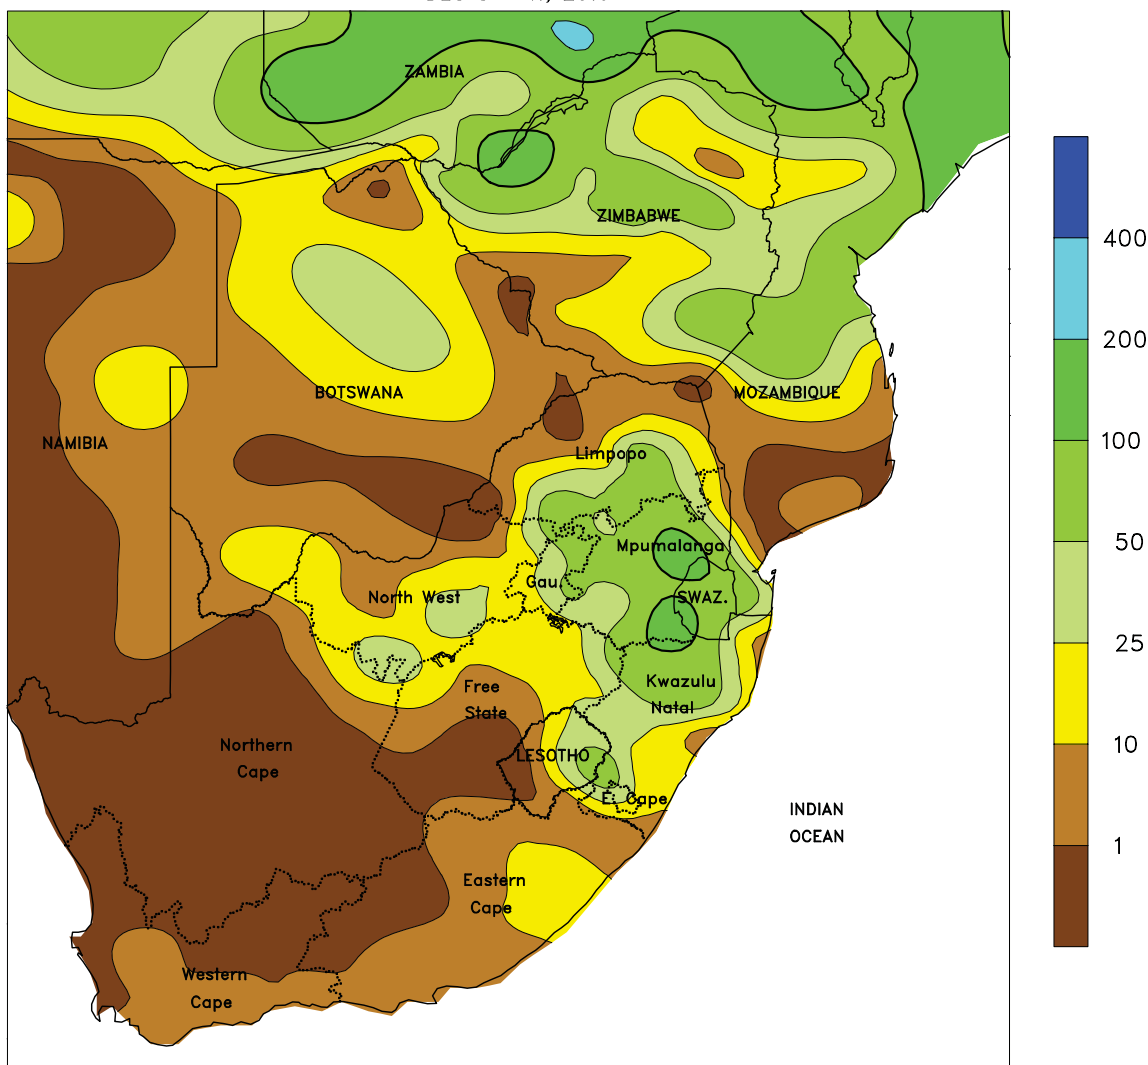 ZAMBIA
ZIMBABWE
400
200
BOTSWANA
MOZAMBIQUE
NAMIBIA
100
Limpopo
Mpumalanga
50
Gau.
North West
SWAZ.
25
Kwazulu
Natal
Free
State
Northern
Cape
LESOTHO
10
E. Cape
INDIAN
OCEAN
1
Eastern
Cape
Western
Cape